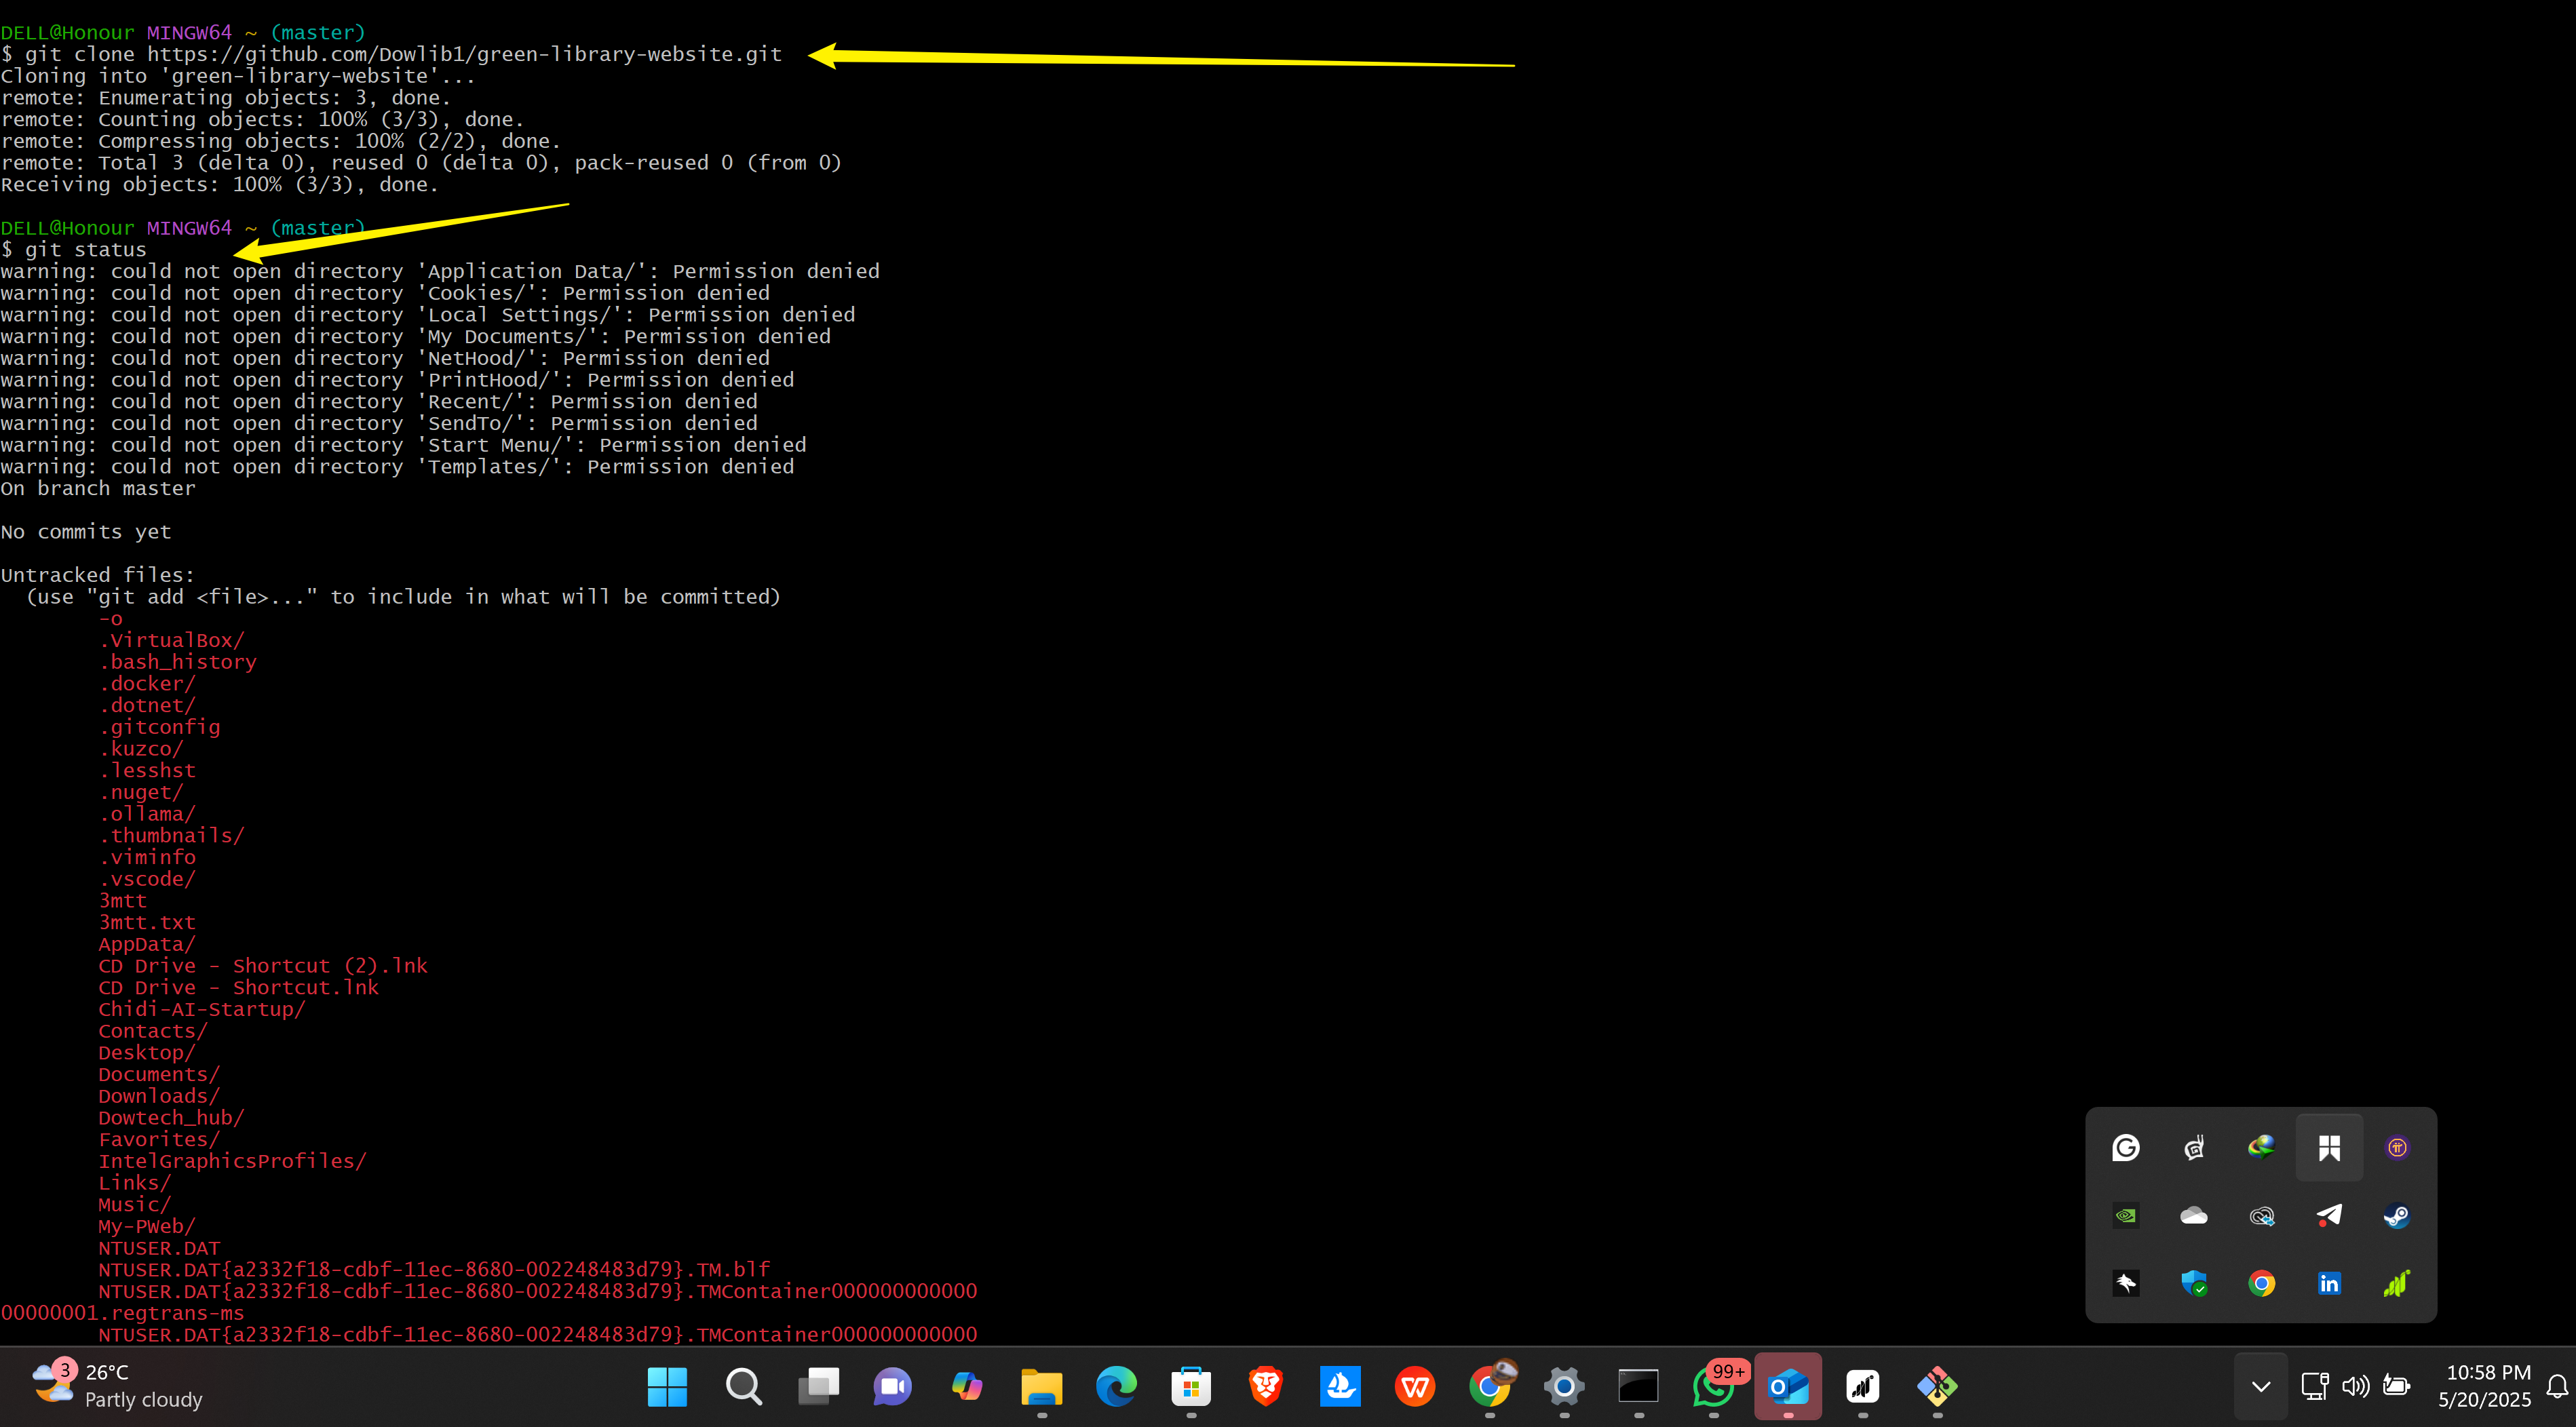 DELL@Honour MINGW64 ~ (master)
$ git clone https://github.com/Dowlib1/green-library-website.git
Cloning into 'green-library-website'...
remote: Enumerating objects: 3, done.
remote: Counting objects: 100% (3/3), done.
remote: Compressing objects: 100% (2/2), done.
remote: Total 3 (delta 0), reused 0 (delta 0), pack-reused 0 (from 0)
Receiving objects: 100% (3/3), done.
DELL@Honour MINGW64 ~ (master)
$ git status
warning: could not open directory 'Application Data/': Permission denied
warning: could not open directory 'Cookies/': Permission denied
warning: could not open directory 'Local Settings/': Permission denied
warning: could not open directory 'My Documents/': Permission denied
warning: could not open directory 'NetHood/': Permission denied
warning: could not open directory 'PrintHood/': Permission denied
warning: could not open directory 'Recent/': Permission denied
warning: could not open directory 'SendTo/': Permission denied
warning: could not open directory 'Start Menu/': Permission denied
warning: could not open directory 'Templates/': Permission denied
On branch master
No commits yet
Untracked files:
(use "git add <file>..." to include in what will be committed)
-o
.VirtualBox/
.bash_history
.docker/
.dotnet/
.gitconfig
.kuzco/
.lesshst
.nuget/
.ollama/
.thumbnails/
.viminfo
.vscode/
3mtt
3mtt.txt
AppData/
CD Drive - Shortcut (2).lnk
CD Drive - Shortcut.lnk
Chidi-AI-Startup/
Contacts/
Desktop/
Documents/
Downloads/
Dowtech_hub/
Favorites/
IntelGraphicsProfiles/
Links/
Music/
My-PWeb/
NTUSER.DAT
NTUSER.DAT{a2332f18-cdbf-11ec-8680-002248483d79}.TM.blf
NTUSER.DAT{a2332f18-cdbf-11ec-8680-002248483d79}.TMContainer000000000000
00000001.regtrans-ms
NTUSER.DAT{a2332f18-cdbf-11ec-8680-002248483d79}.TMContainer000000000000
3
26°C
Partly cloudy
99+
10:58 PM
5/20/2025